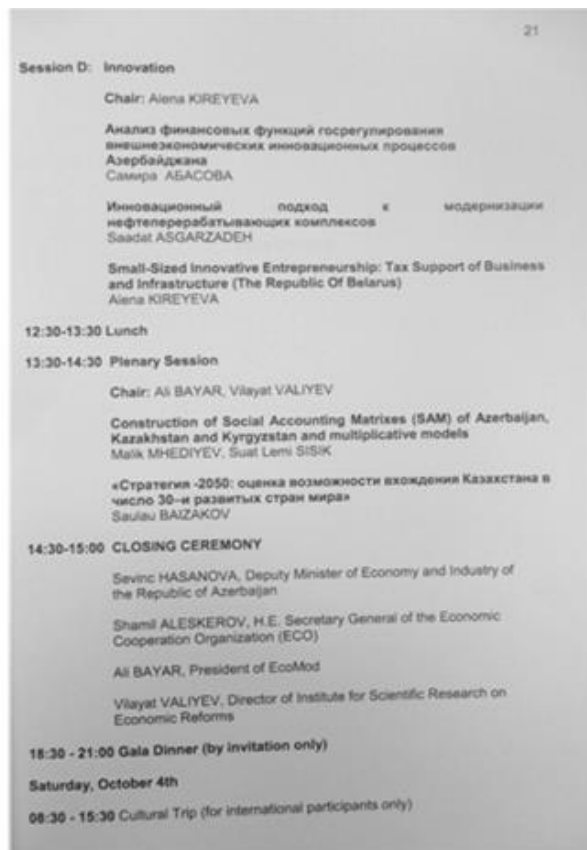 21
Session D: Innovation
Chair: Alena KIREYEVA
Анализ финансовых функций госрегулирования
внешнеэкономических инновационных процессов
Азербайджана
Самира АБАСОВА
Инновационный подход к модернизации
нефтеперерабатывающих комплексов
Saadat ASGARZADEH
Small-Sized Innovative Entrepreneurship: Tax Support of Business
and Infrastructure (The Republic Of Belarus)
Alena KIREYEVA
12:30-13:30 Lunch
13:30-14:30 Plenary Session
Chair: Ali BAYAR, Vilayat VALIYEV
Construction of Social Accounting Matrixes (SAM) of Azerbaijan,
Kazakhstan and Kyrgyzstan and multiplicative models
Malik MHEDIYEV, Suat Lemi SISIK
«Стратегия -2050: оценка возможности вхождения Казахстана в
число 30–и развитых стран мира»
Saulau BAIZAKOV
14:30-15:00 CLOSING CEREMONY
Sevinc HASANOVA, Deputy Minister of Economy and Industry of
the Republic of Azerbaijan
Shamil ALESKEROV, H.E. Secretary General of the Economic
Cooperation Organization (ECO)
Ali BAYAR, President of EcoMod
Vilayat VALIYEV, Director of Institute for Scientific Research on
Economic Reforms
18:30 - 21:00 Gala Dinner (by invitation only)
Saturday, October 4th
08:30 - 15:30 Cultural Trip (for international participants only)